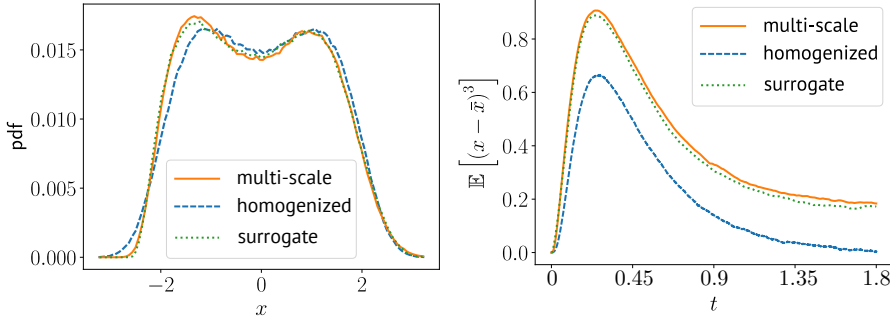 0.015
0.010
0.005
0.000
pdf
−2
0
2
x
multi-scale
homogenized
surrogate
0.8
0.6
0.4
0.2
0.0
𝔼[(x − x̄)³]
0
0.45
0.9
1.35
1.8
t
multi-scale
homogenized
surrogate